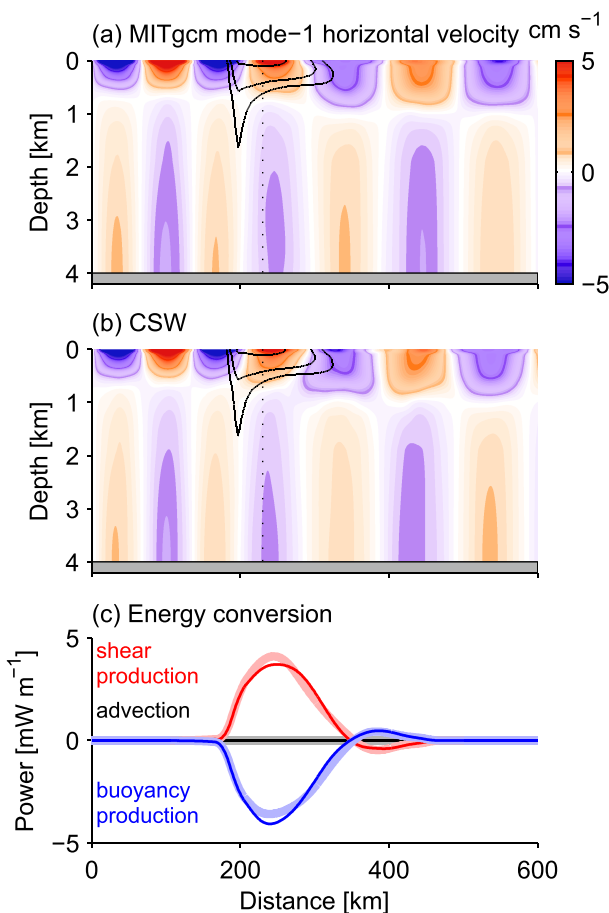 (a) MITgcm mode−1 horizontal velocity
cm s⁻¹
0
1
2
3
4
Depth [km]
5
0
−5
(b) CSW
0
1
2
3
4
Depth [km]
(c) Energy conversion
5
0
−5
Power [mW m⁻¹]
shear
production
advection
buoyancy
production
0
200
400
600
Distance [km]